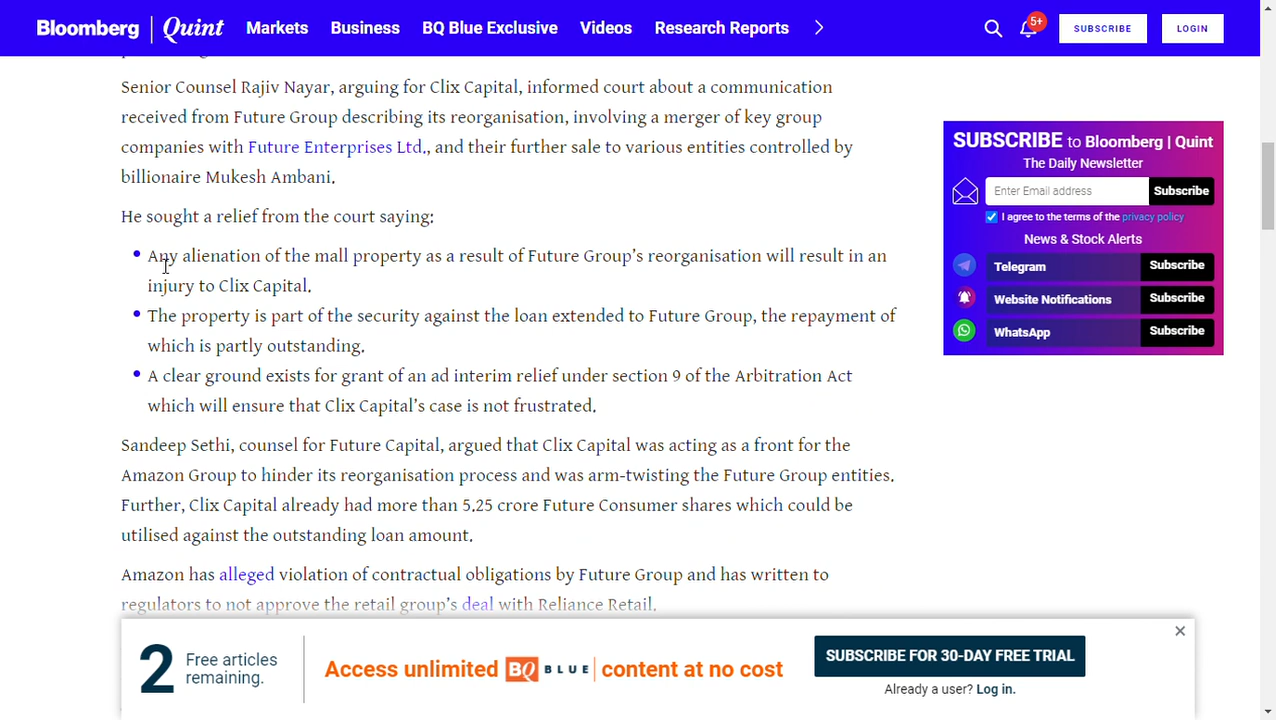 Bloomberg | Quint Markets Business BQ Blue Exclusive Videos Research Reports 5+ SUBSCRIBE LOGIN
Senior Counsel Rajiv Nayar, arguing for Clix Capital, informed court about a communication
received from Future Group describing its reorganisation, involving a merger of key group
companies with Future Enterprises Ltd., and their further sale to various entities controlled by
billionaire Mukesh Ambani.
He sought a relief from the court saying:
• Any alienation of the mall property as a result of Future Group's reorganisation will result in an
injury to Clix Capital.
• The property is part of the security against the loan extended to Future Group, the repayment of
which is partly outstanding.
• A clear ground exists for grant of an ad interim relief under section 9 of the Arbitration Act
which will ensure that Clix Capital's case is not frustrated.
Sandeep Sethi, counsel for Future Capital, argued that Clix Capital was acting as a front for the
Amazon Group to hinder its reorganisation process and was arm-twisting the Future Group entities.
Further, Clix Capital already had more than 5.25 crore Future Consumer shares which could be
utilised against the outstanding loan amount.
Amazon has alleged violation of contractual obligations by Future Group and has written to
regulators to not approve the retail group's deal with Reliance Retail.
SUBSCRIBE to Bloomberg | Quint
The Daily Newsletter
Enter Email address Subscribe
I agree to the terms of the privacy policy
News & Stock Alerts
Telegram Subscribe
Website Notifications Subscribe
WhatsApp Subscribe
2 Free articles
remaining.
Access unlimited BQ BLUE content at no cost
SUBSCRIBE FOR 30-DAY FREE TRIAL
Already a user? Log in.